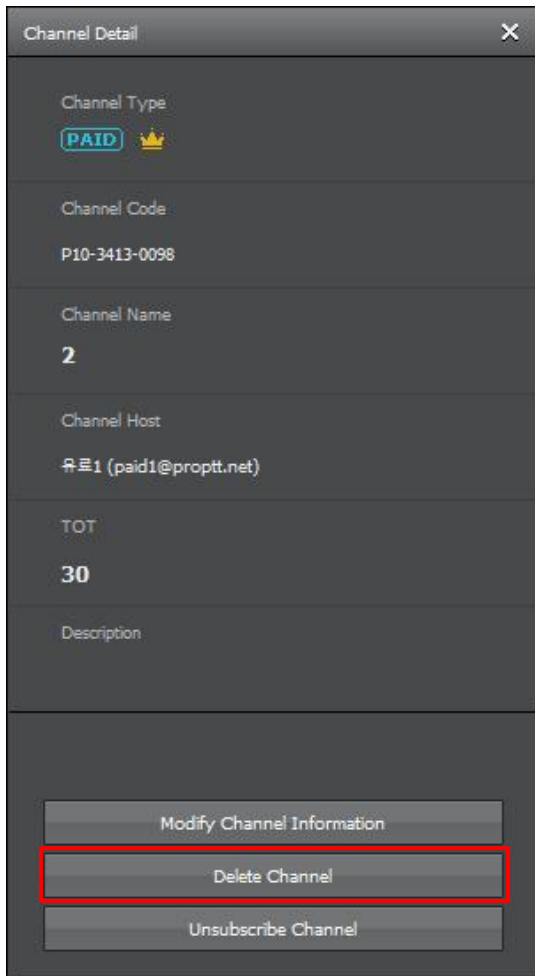 Channel Detail
Channel Type
PAID
Channel Code
P10-3413-0098
Channel Name
2
Channel Host
유료1 (paid1@proptt.net)
TOT
30
Description
Modify Channel Information
Delete Channel
Unsubscribe Channel